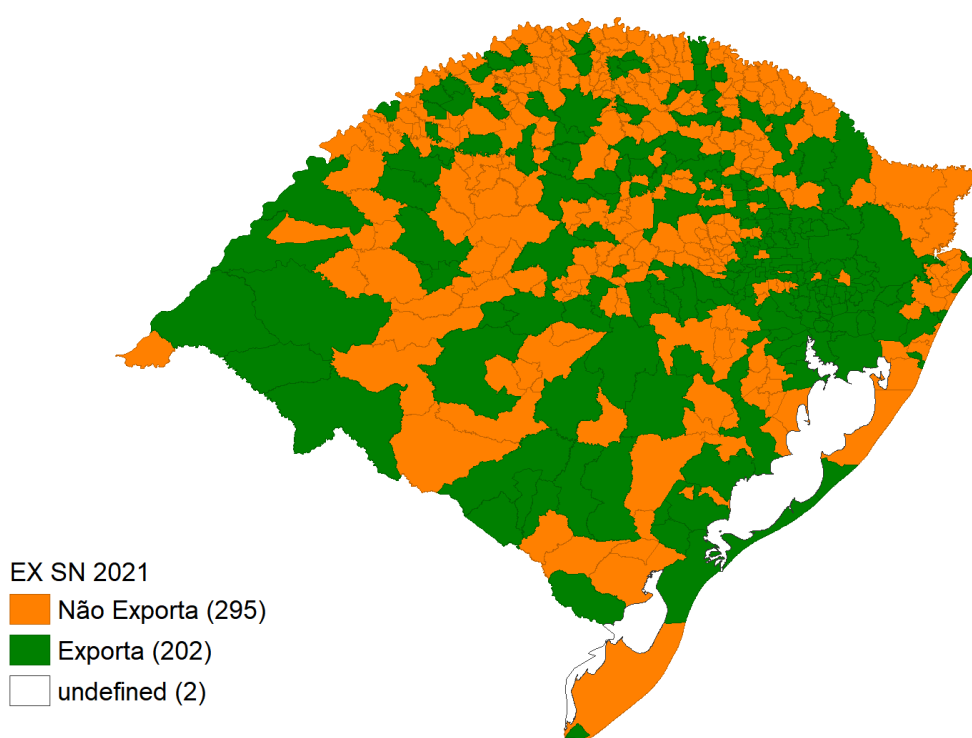 EX SN 2021
Não Exporta (295)
Exporta (202)
undefined (2)